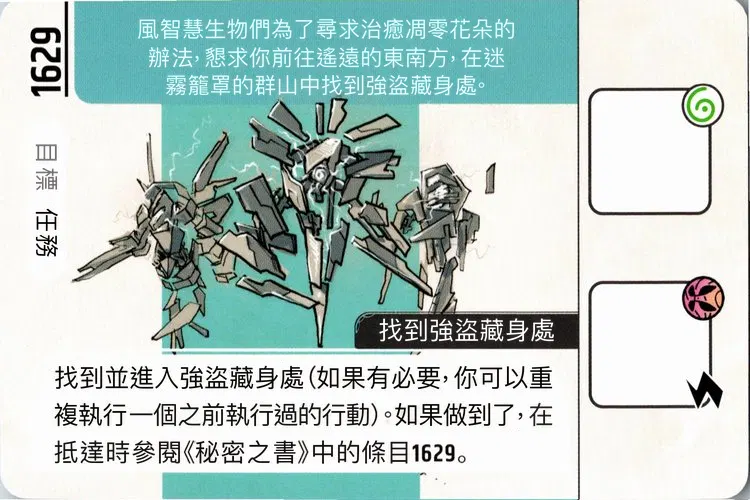 1629
目標 任務
風智慧生物們為了尋求治癒凋零花朵的
辦法，懇求你前往遙遠的東南方，在迷
霧籠罩的群山中找到強盜藏身處。
找到強盜藏身處
找到並進入強盜藏身處（如果有必要，你可以重
複執行一個之前執行過的行動）。如果做到了，在
抵達時參閱《秘密之書》中的條目1629。